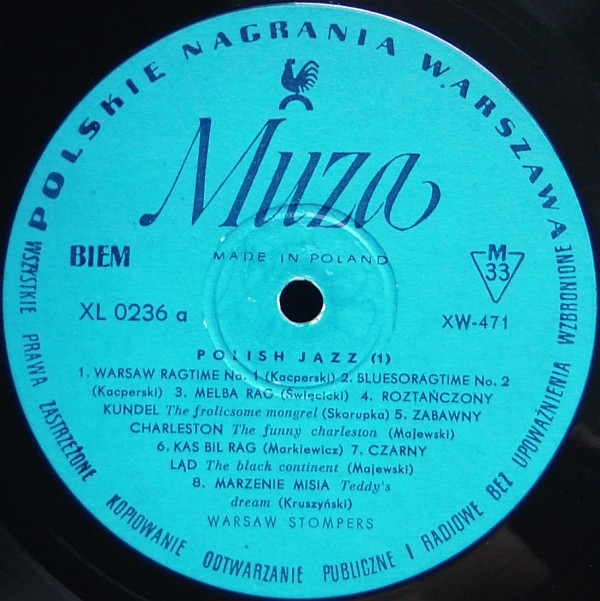 POLSKIE NAGRANIA WARSZAWA
Muza
BIEM
MADE IN POLAND
M
33
XL 0236 a
XW-471
POLISH JAZZ (1)
1. WARSAW RAGTIME No. 1 (Kacperski) 2. BLUESORAGTIME No. 2
(Kacperski) 3. MELBA RAG (Święcicki) 4. ROZTAŃCZONY
KUNDEL The frolicsome mongrel (Skorupka) 5. ZABAWNY
CHARLESTON The funny charleston (Majewski)
6. KAS BIL RAG (Markiewicz) 7. CZARNY
LĄD The black continent (Majewski)
8. MARZENIE MISIA Teddy's
dream (Kruszyński)
WARSAW STOMPERS
WSZYSTKIE PRAWA ZASTRZEŻONE KOPIOWANIE ODTWARZANIE PUBLICZNE I RADIOWE BEZ UPOWAŻNIENIA WZBRONIONE